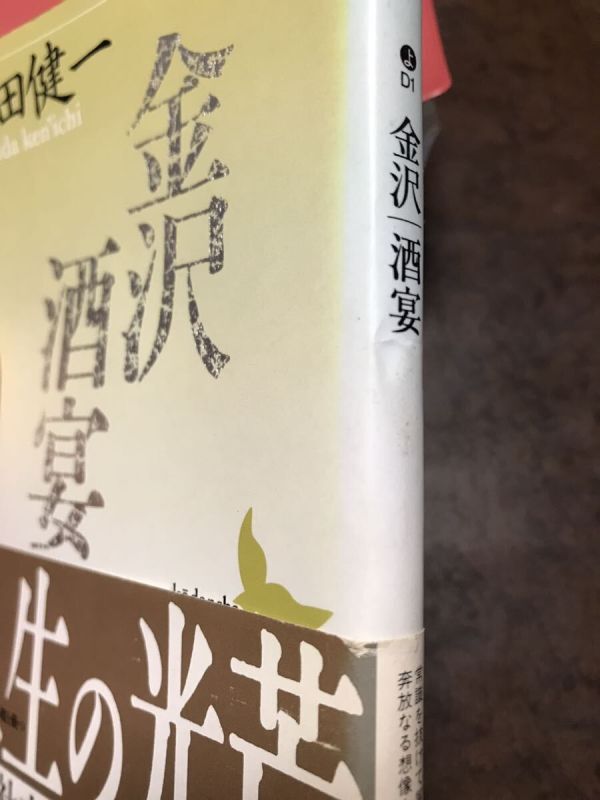 田健一
da ken'ichi
金沢
酒宴
kōdansha
生の光芒
よ
D1
金沢｜酒宴
奔放なる想像